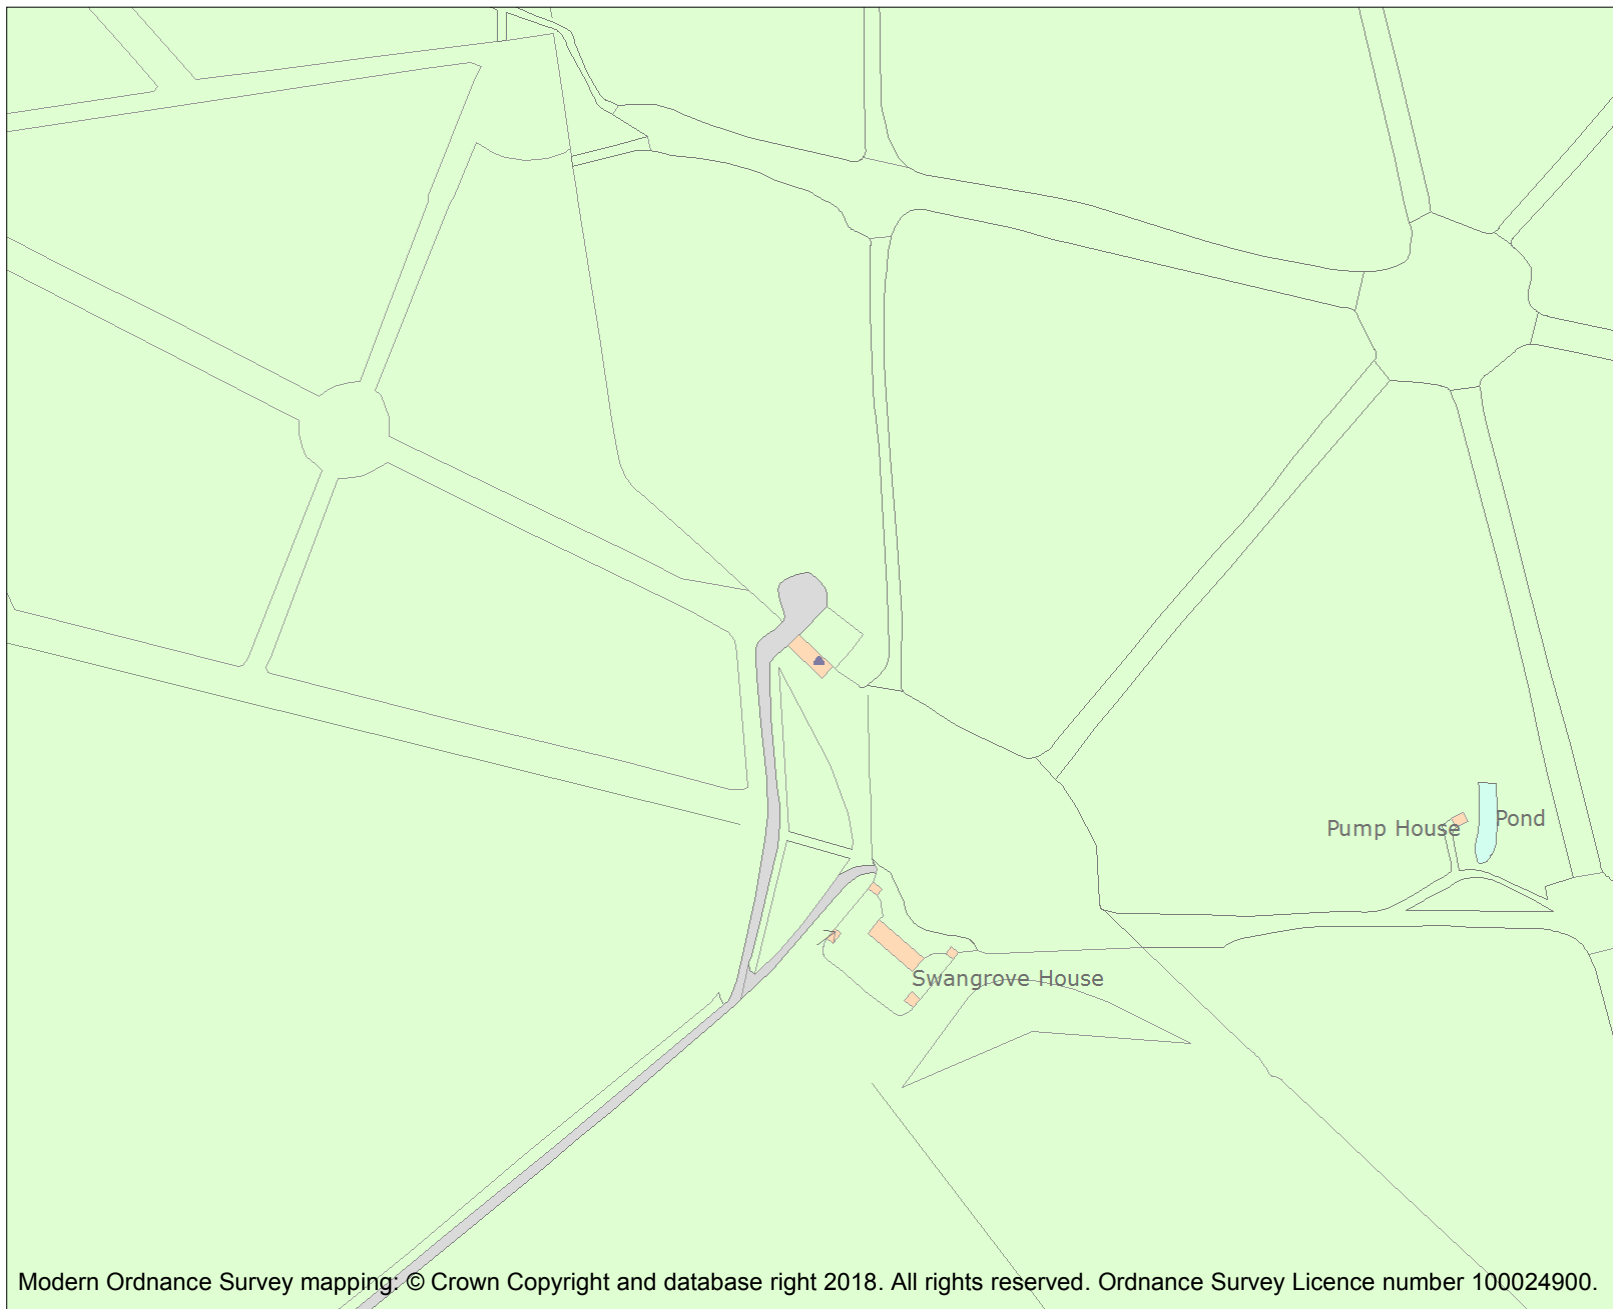 Pump House
Pond
Swangrove House
Modern Ordnance Survey mapping: © Crown Copyright and database right 2018. All rights reserved. Ordnance Survey Licence number 100024900.